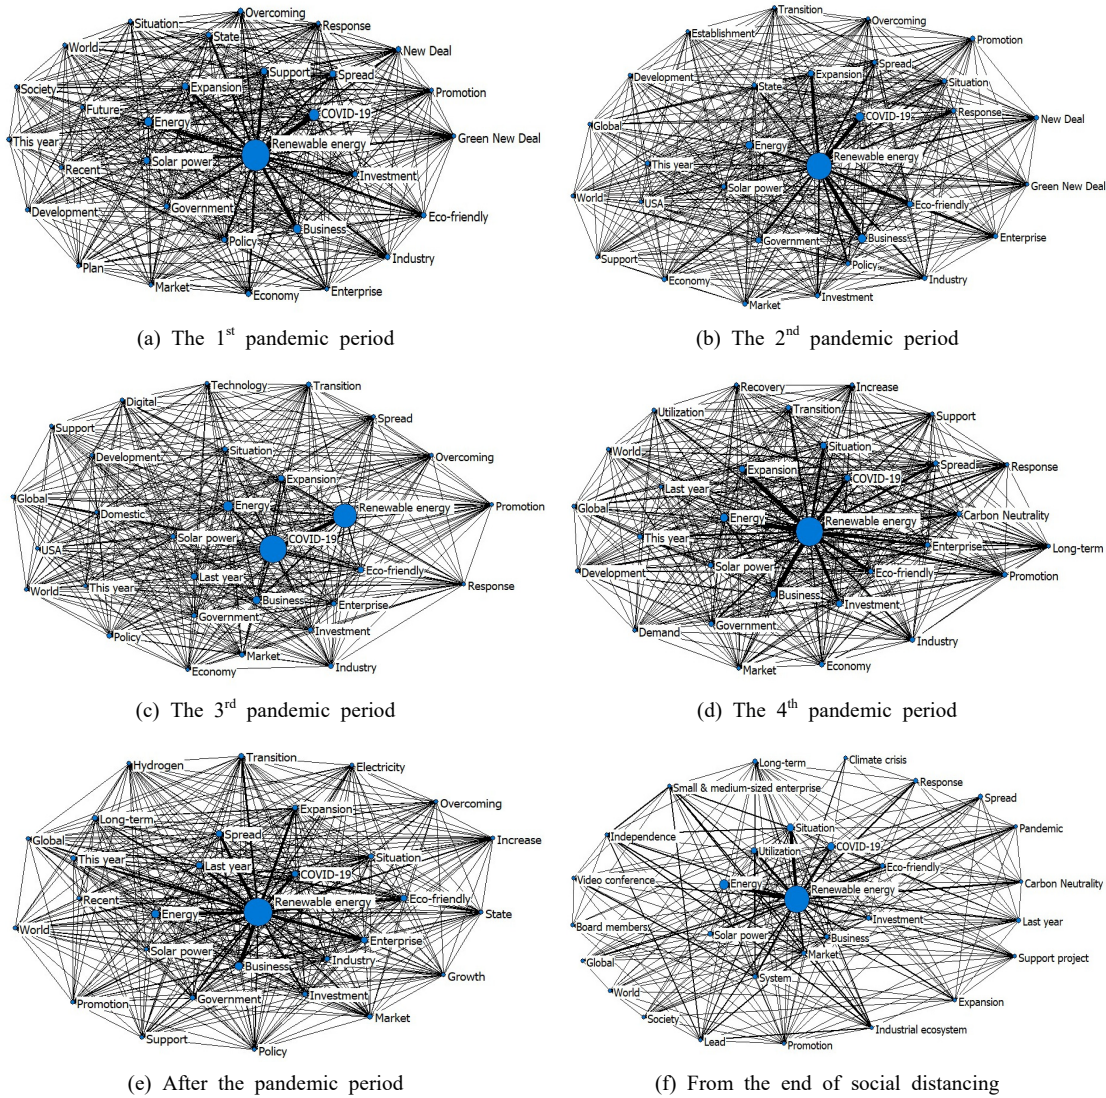 Overcoming
Situation
Response
State
World
New Deal
Support
Spread
Expansion
Society
Promotion
Future
COVID-19
Energy
Green New Deal
This year
Renewable energy
Solar power
Recent
Investment
Government
Development
Eco-friendly
Business
Policy
Industry
Plan
Market
Economy
Enterprise
(a) The 1st pandemic period
Transition
Overcoming
Establishment
Promotion
Spread
Expansion
Development
Situation
State
Response
COVID-19
New Deal
Global
Energy
Renewable energy
This year
Solar power
Green New Deal
World
USA
Eco-friendly
Government
Business
Enterprise
Support
Policy
Economy
Industry
Market
Investment
(b) The 2nd pandemic period
Technology
Transition
Digital
Spread
Support
Situation
Development
Overcoming
Expansion
Global
Energy
Renewable energy
Promotion
Domestic
Solar power
COVID-19
USA
Eco-friendly
Last year
This year
Response
World
Business
Enterprise
Government
Policy
Investment
Market
Economy
Industry
(c) The 3rd pandemic period
Recovery
Increase
Utilization
Transition
Support
World
Situation
Expansion
Spread
Response
COVID-19
Last year
Global
Energy
Renewable energy
Carbon Neutrality
This year
Enterprise
Long-term
Solar power
Development
Eco-friendly
Promotion
Business
Investment
Government
Demand
Industry
Market
Economy
(d) The 4th pandemic period
Hydrogen
Transition
Electricity
Expansion
Overcoming
Long-term
Spread
Global
Increase
This year
Last year
Situation
COVID-19
Recent
Renewable energy
Eco-friendly
Energy
State
World
Enterprise
Solar power
Business
Industry
Growth
Promotion
Government
Investment
Market
Support
Policy
(e) After the pandemic period
Long-term
Climate crisis
Small & medium-sized enterprise
Response
Spread
Situation
Pandemic
Independence
Utilization
COVID-19
Eco-friendly
Video conference
Energy
Renewable energy
Carbon Neutrality
Board members
Investment
Last year
Solar power
Business
Market
Global
Support project
System
World
Expansion
Society
Industrial ecosystem
Lead
Promotion
(f) From the end of social distancing